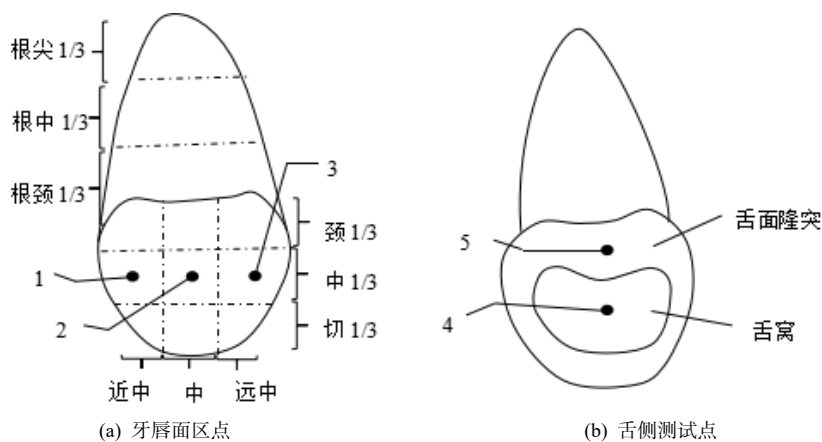 根尖 1/3
根中 1/3
根颈 1/3
3
颈 1/3
1
中 1/3
2
切 1/3
近中
中
远中
(a) 牙唇面区点
5
舌面隆突
4
舌窝
(b) 舌侧测试点